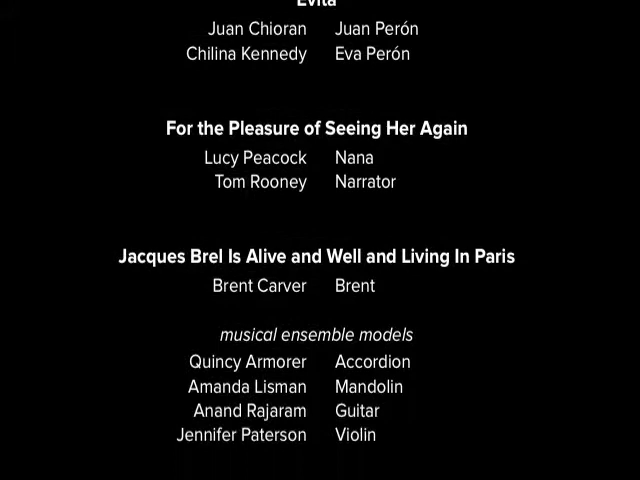 Evita
Juan Chioran Juan Perón
Chilina Kennedy Eva Perón
For the Pleasure of Seeing Her Again
Lucy Peacock Nana
Tom Rooney Narrator
Jacques Brel Is Alive and Well and Living In Paris
Brent Carver Brent
musical ensemble models
Quincy Armorer Accordion
Amanda Lisman Mandolin
Anand Rajaram Guitar
Jennifer Paterson Violin